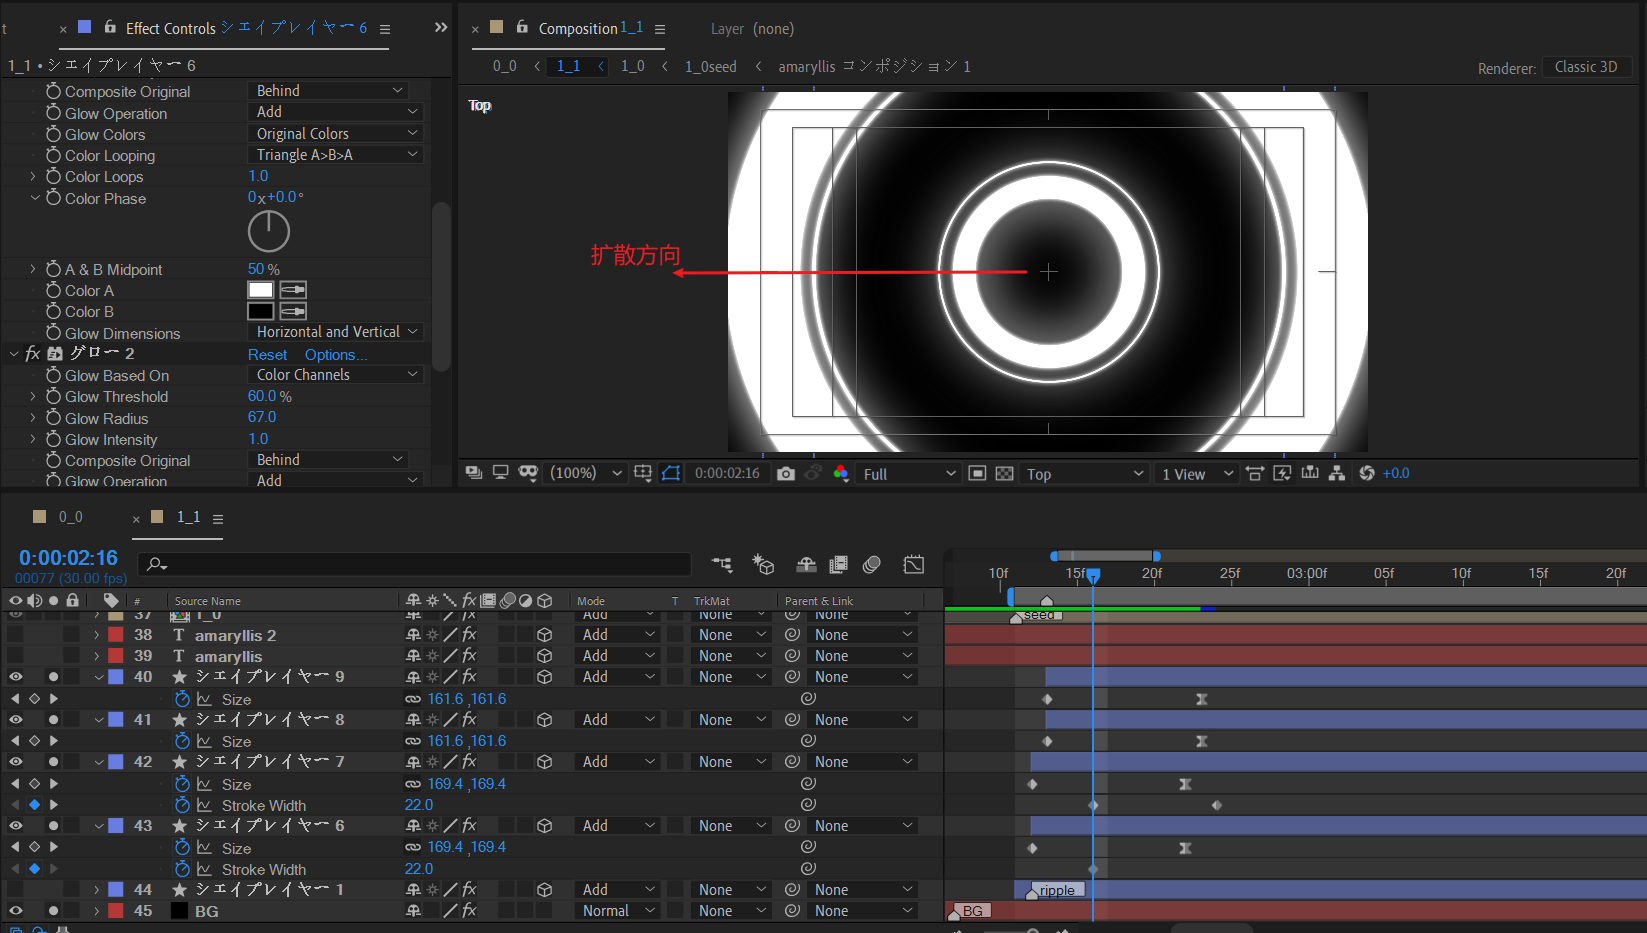 t
× Effect Controls シェイプレイヤー 6 ≡ »
1_1 • シェイプレイヤー 6
Composite Original Behind
Glow Operation Add
Glow Colors Original Colors
Color Looping Triangle A>B>A
Color Loops 1.0
Color Phase 0x+0.0°
A & B Midpoint 50 %
Color A
Color B
Glow Dimensions Horizontal and Vertical
fx グロー 2 Reset Options...
Glow Based On Color Channels
Glow Threshold 60.0 %
Glow Radius 67.0
Glow Intensity 1.0
Composite Original Behind
Glow Operation Add
× Composition 1_1 ≡ Layer (none)
0_0 < 1_1 < 1_0 < 1_0seed < amaryllis コンポジション 1
Renderer: Classic 3D
Top
扩散方向
(100%) 0:00:02:16 Full Top 1 View +0.0
0_0 × 1_1 ≡
0:00:02:16
00077 (30.00 fps)
10f 15f 20f 25f 03:00f 05f 10f 15f 20f
# Source Name fx Mode T TrkMat Parent & Link
37 1_0 fx Add None None seed
38 T amaryllis 2 fx Add None None
39 T amaryllis fx Add None None
40 シェイプレイヤー 9 fx Add None None
Size 161.6 ,161.6
41 シェイプレイヤー 8 fx Add None None
Size 161.6 ,161.6
42 シェイプレイヤー 7 fx Add None None
Size 169.4 ,169.4
Stroke Width 22.0
43 シェイプレイヤー 6 fx Add None None
Size 169.4 ,169.4
Stroke Width 22.0
44 シェイプレイヤー 1 fx Add None None ripple
45 BG fx Normal None None BG